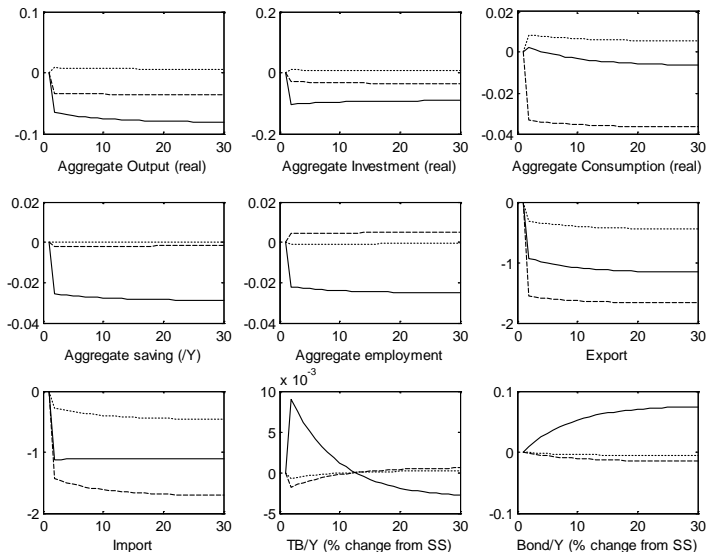 0.1
0
-0.1
0 10 20 30
Aggregate Output (real)
0.2
0
-0.2
0 10 20 30
Aggregate Investment (real)
0.02
0
-0.02
-0.04
0 10 20 30
Aggregate Consumption (real)
0.02
0
-0.02
-0.04
0 10 20 30
Aggregate saving (/Y)
0.02
0
-0.02
-0.04
0 10 20 30
Aggregate employment
0
-1
-2
0 10 20 30
Export
0
-1
-2
0 10 20 30
Import
x 10^-3
10
5
0
-5
0 10 20 30
TB/Y (% change from SS)
0.1
0
-0.1
0 10 20 30
Bond/Y (% change from SS)